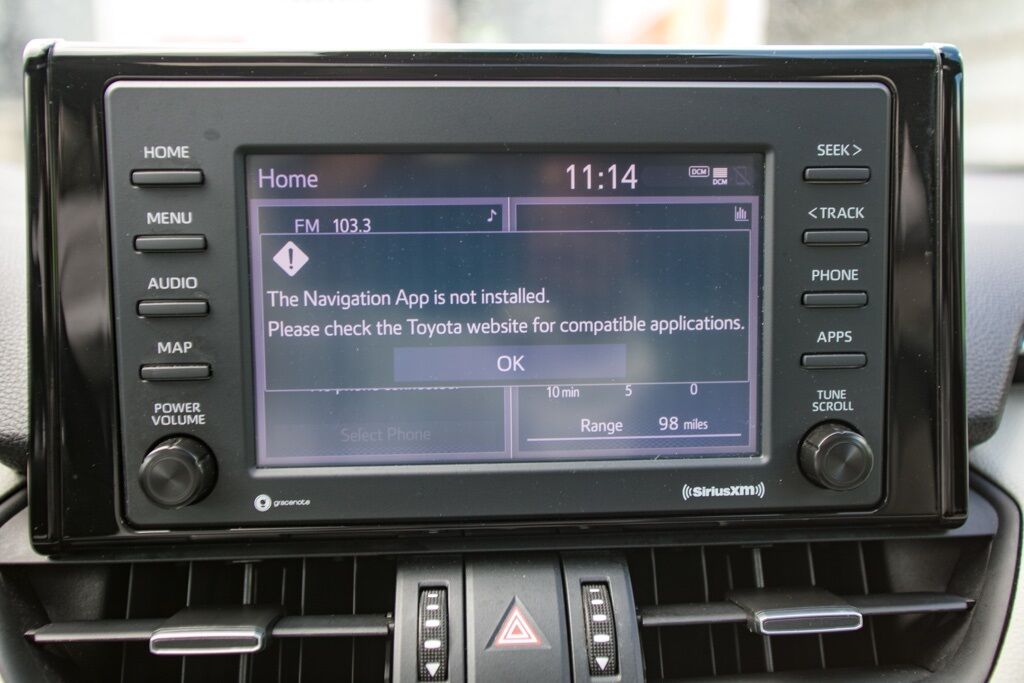 HOME
MENU
AUDIO
MAP
POWER
VOLUME
gracenote
Home 11:14 DCM DCM
FM 103.3
The Navigation App is not installed.
Please check the Toyota website for compatible applications.
OK
Select Phone
10 min 5 0
Range 98 miles
SEEK >
< TRACK
PHONE
APPS
TUNE
SCROLL
((SiriusXM))